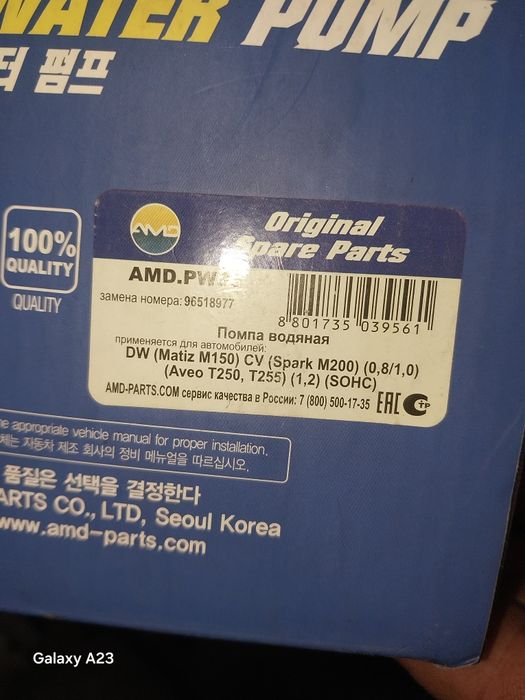 WATER PUMP
터 펌프
AMD
Original
Spare Parts
100%
QUALITY
QUALITY
AMD.PW
замена номера: 96518977
8 801735 039561
Помпа водяная
применяется для автомобилей:
DW (Matiz M150) CV (Spark M200) (0,8/1,0)
(Aveo T250, T255) (1,2) (SOHC)
AMD-PARTS.COM сервис качества в России: 7 (800) 500-17-35 EAC СТР
he appropriate vehicle manual for proper installation.
체는 자동차 제조 회사의 정비 메뉴얼을 따르십시오.
품질은 선택을 결정한다
ARTS CO., LTD, Seoul Korea
www.amd-parts.com
Galaxy A23